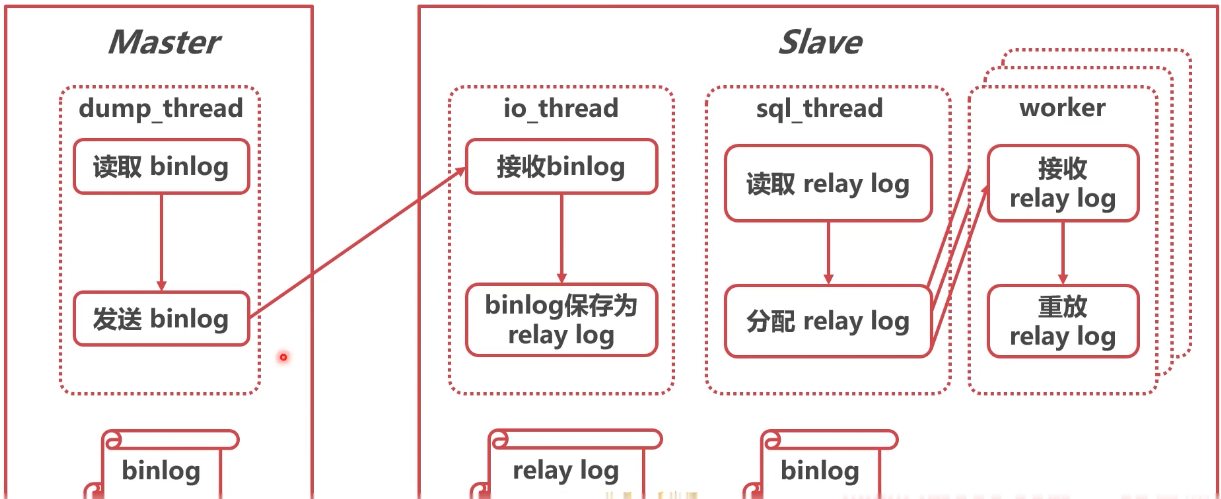 Master
dump_thread
读取 binlog
发送 binlog
binlog
Slave
io_thread
接收binlog
binlog保存为
relay log
relay log
sql_thread
读取 relay log
分配 relay log
binlog
worker
接收
relay log
重放
relay log